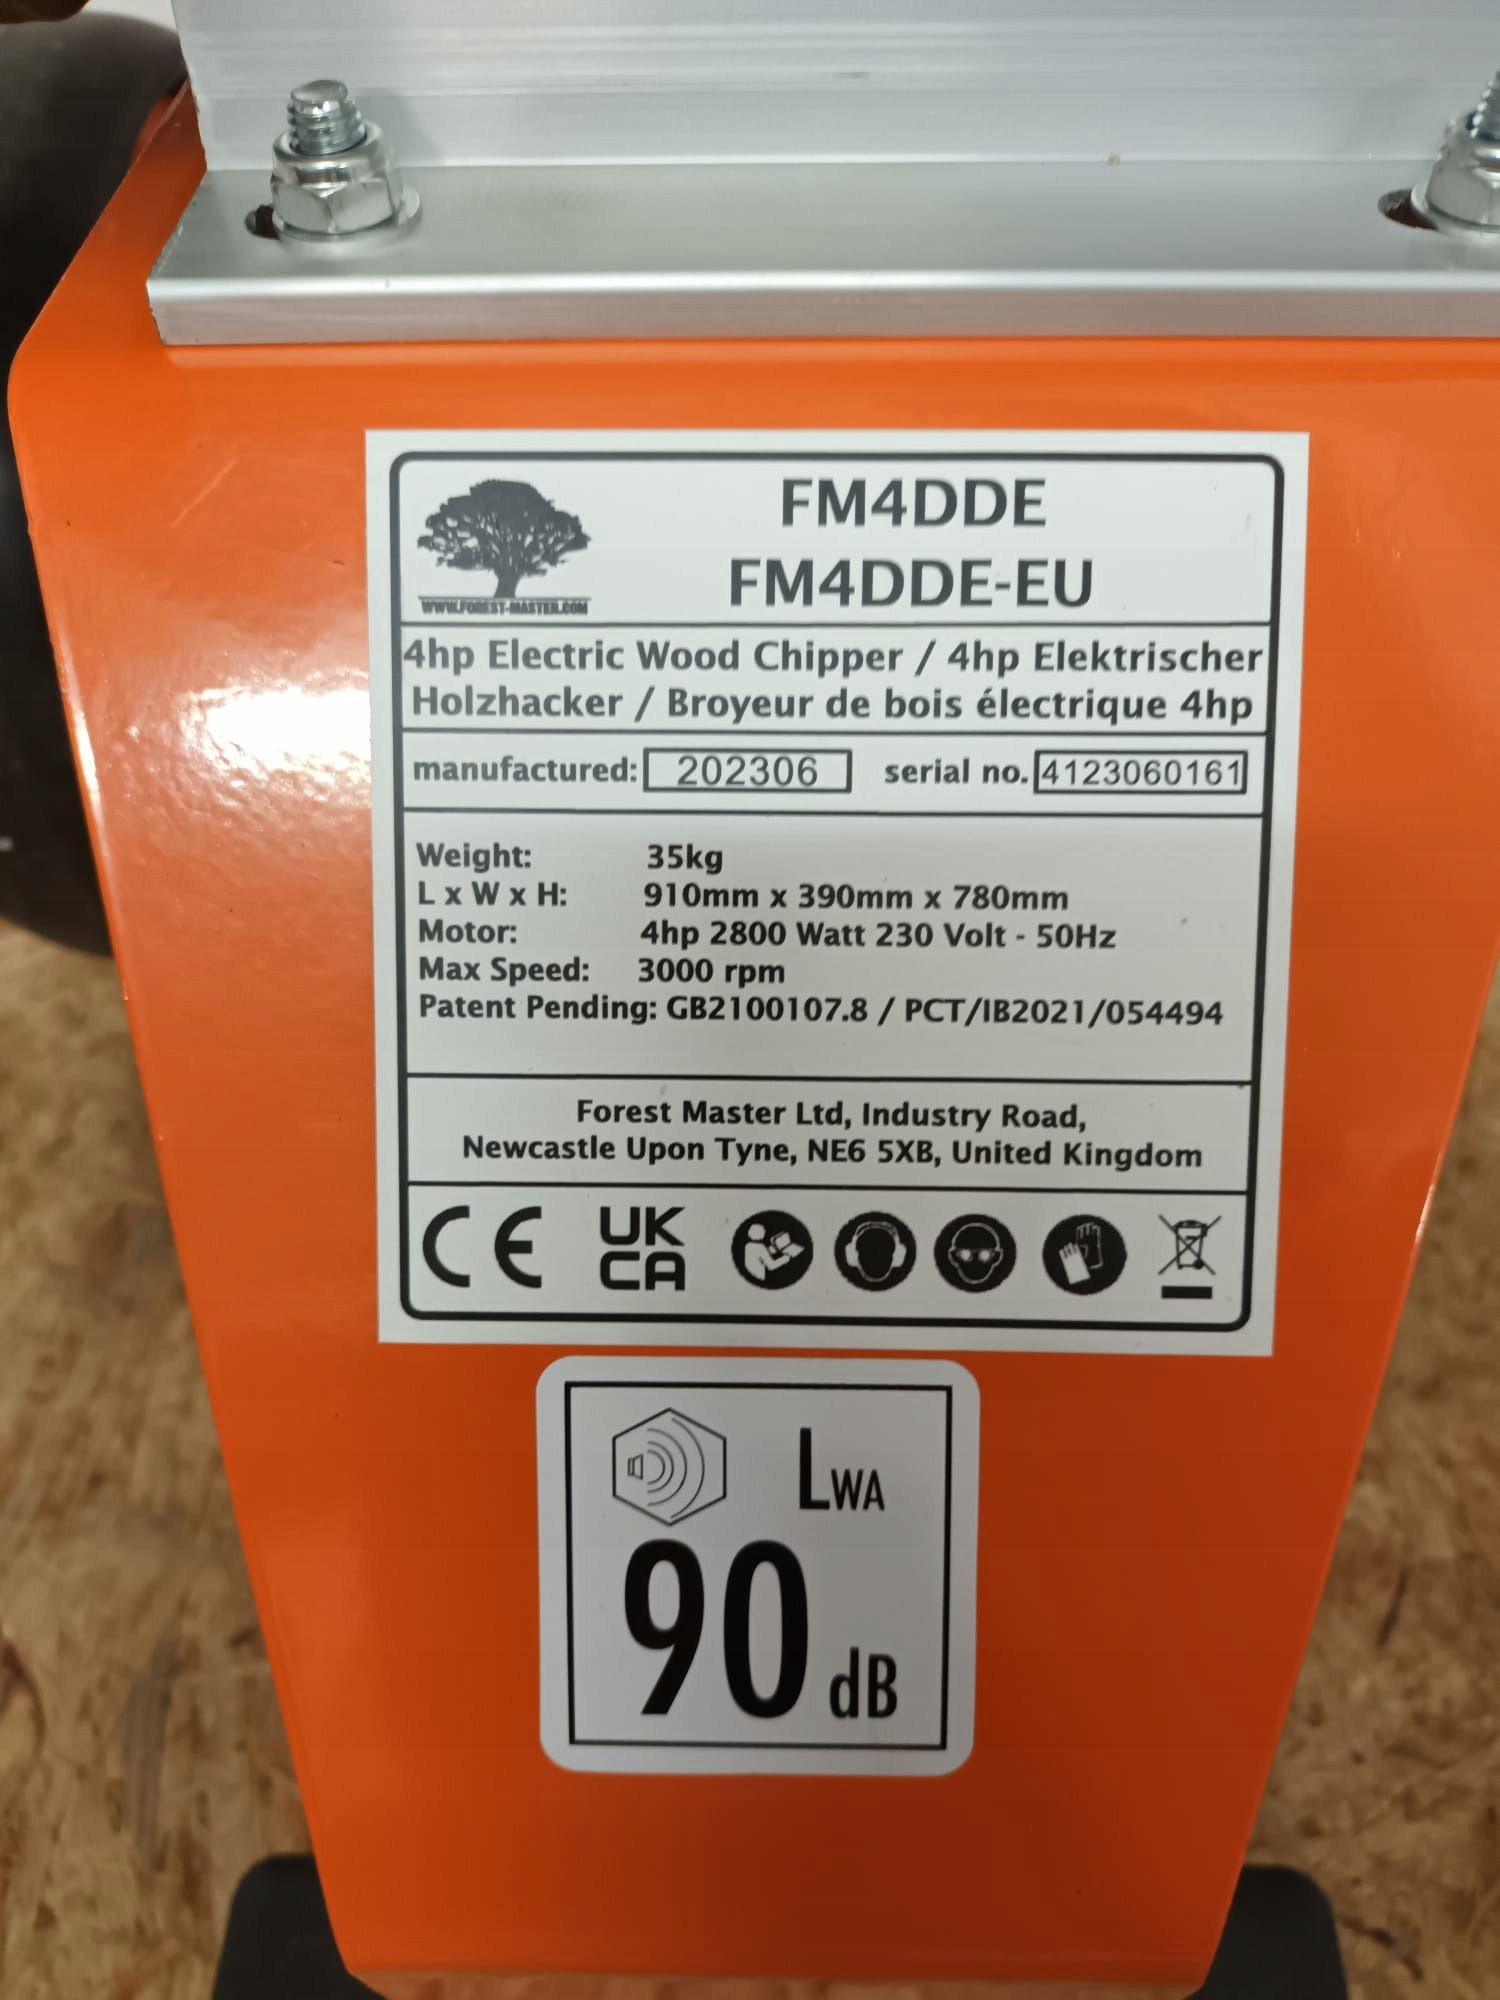 WWW.FOREST-MASTER.COM
FM4DDE
FM4DDE-EU
4hp Electric Wood Chipper / 4hp Elektrischer
Holzhacker / Broyeur de bois électrique 4hp
manufactured: 202306 serial no. 4123060161
Weight: 35kg
L x W x H: 910mm x 390mm x 780mm
Motor: 4hp 2800 Watt 230 Volt - 50Hz
Max Speed: 3000 rpm
Patent Pending: GB2100107.8 / PCT/IB2021/054494
Forest Master Ltd, Industry Road,
Newcastle Upon Tyne, NE6 5XB, United Kingdom
CE UK
CA
LWA
90 dB